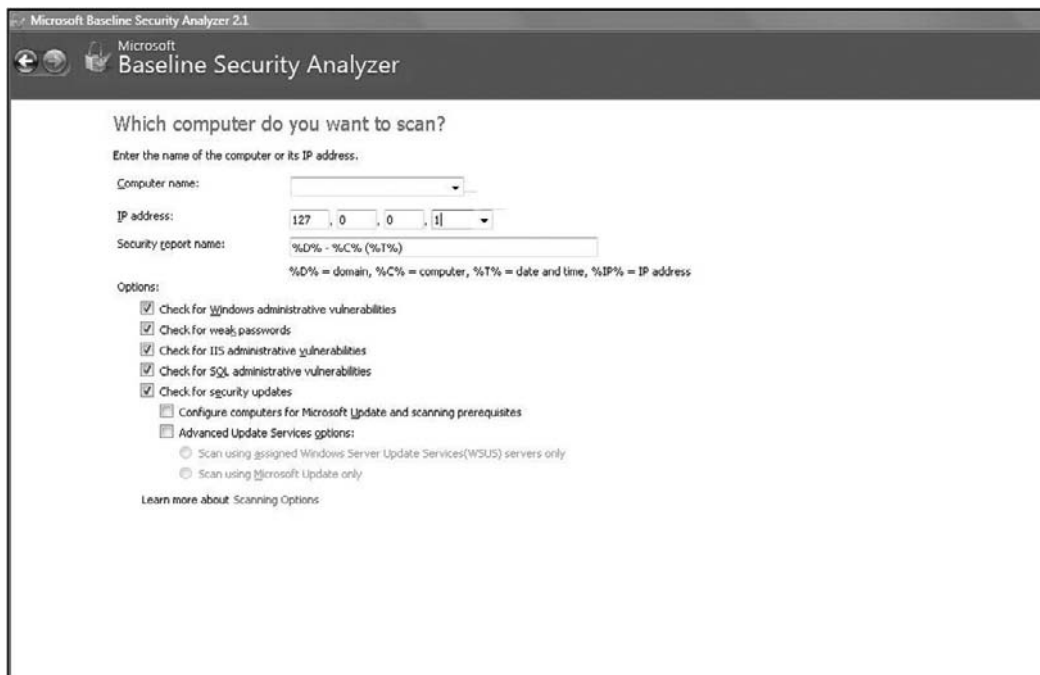 Microsoft Baseline Security Analyzer 2.1
Microsoft
Baseline Security Analyzer
Which computer do you want to scan?
Enter the name of the computer or its IP address.
Computer name:
IP address: 127 . 0 . 0 . 1
Security report name: %D% - %C% (%T%)
%D% = domain, %C% = computer, %T% = date and time, %IP% = IP address
Options:
Check for Windows administrative vulnerabilities
Check for weak passwords
Check for IIS administrative vulnerabilities
Check for SQL administrative vulnerabilities
Check for security updates
Configure computers for Microsoft Update and scanning prerequisites
Advanced Update Services options:
Scan using assigned Windows Server Update Services(WSUS) servers only
Scan using Microsoft Update only
Learn more about Scanning Options